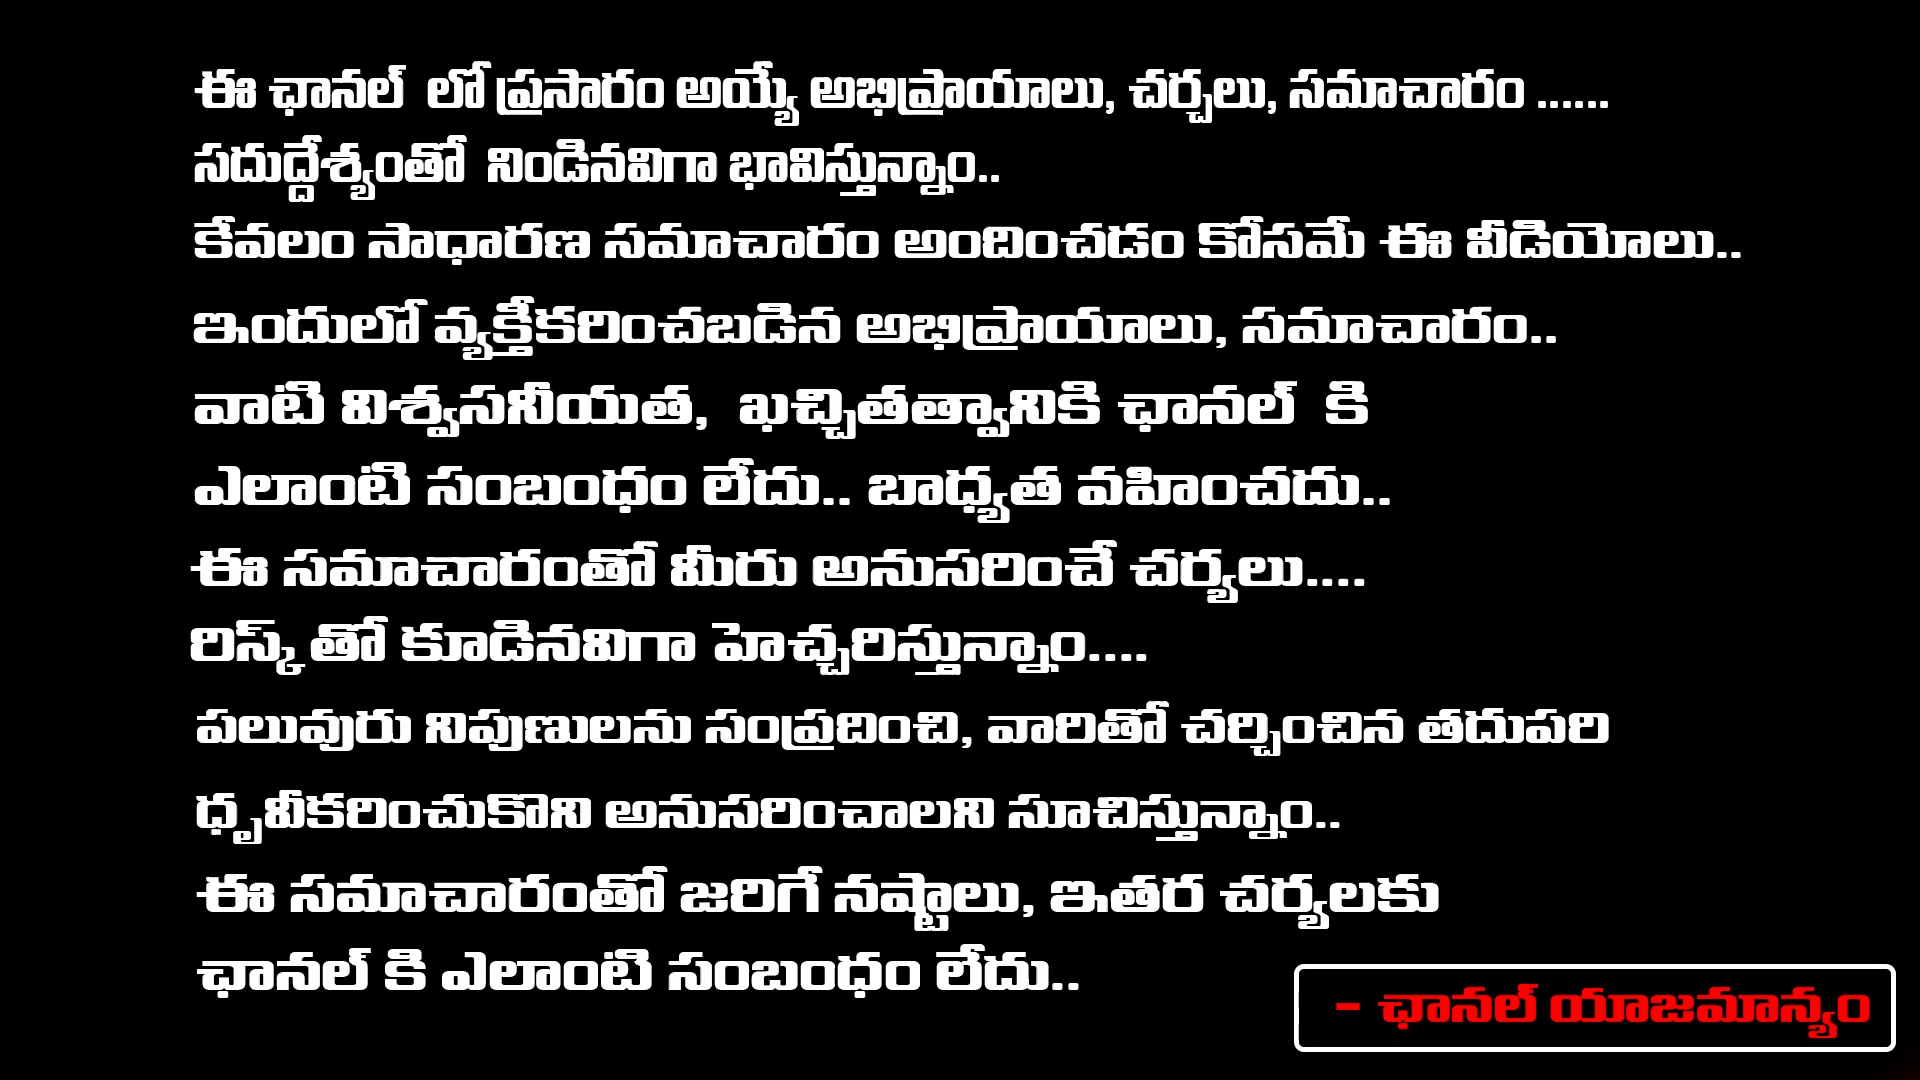 ఈ ఛానల్ లో ప్రసారం అయ్యే అభిప్రాయాలు, చర్చలు, సమాచారం ......
సదుద్దేశ్యంతో నిండినవిగా భావిస్తున్నాం..
కేవలం సాధారణ సమాచారం అందించడం కోసమే ఈ వీడియోలు..
ఇందులో వ్యక్తీకరించబడిన అభిప్రాయాలు, సమాచారం..
వాటి విశ్వసనీయత, ఖచ్చితత్వానికి ఛానల్ కి
ఎలాంటి సంబంధం లేదు.. బాధ్యత వహించదు..
ఈ సమాచారంతో మీరు అనుసరించే చర్యలు....
రిస్క్ తో కూడినవిగా హెచ్చరిస్తున్నాం....
పలువురు నిపుణులను సంప్రదించి, వారితో చర్చించిన తదుపరి
ధృవీకరించుకొని అనుసరించాలని సూచిస్తున్నాం..
ఈ సమాచారంతో జరిగే నష్టాలు, ఇతర చర్యలకు
ఛానల్ కి ఎలాంటి సంబంధం లేదు..
- ఛానల్ యాజమాన్యం